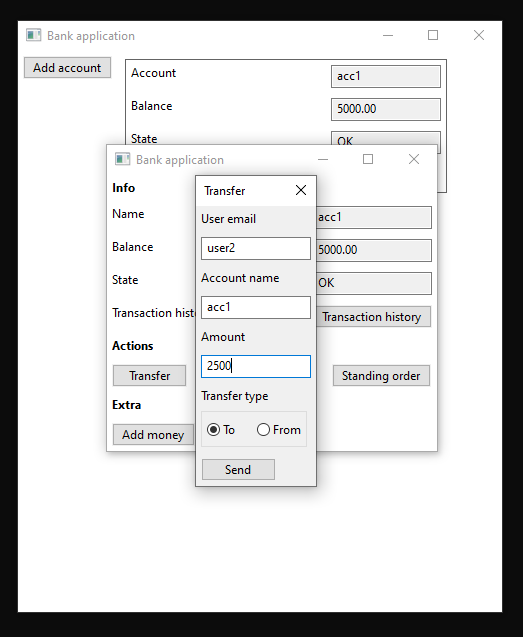 Bank application
Add account
Account
acc1
Balance
5000.00
State
OK
Bank application
Info
Name
acc1
Balance
5000.00
State
OK
Transaction
Transaction history
Actions
Transfer
Standing order
Extra
Add money
Transfer
User email
user2
Account name
acc1
Amount
2500
Transfer type
To
From
Send